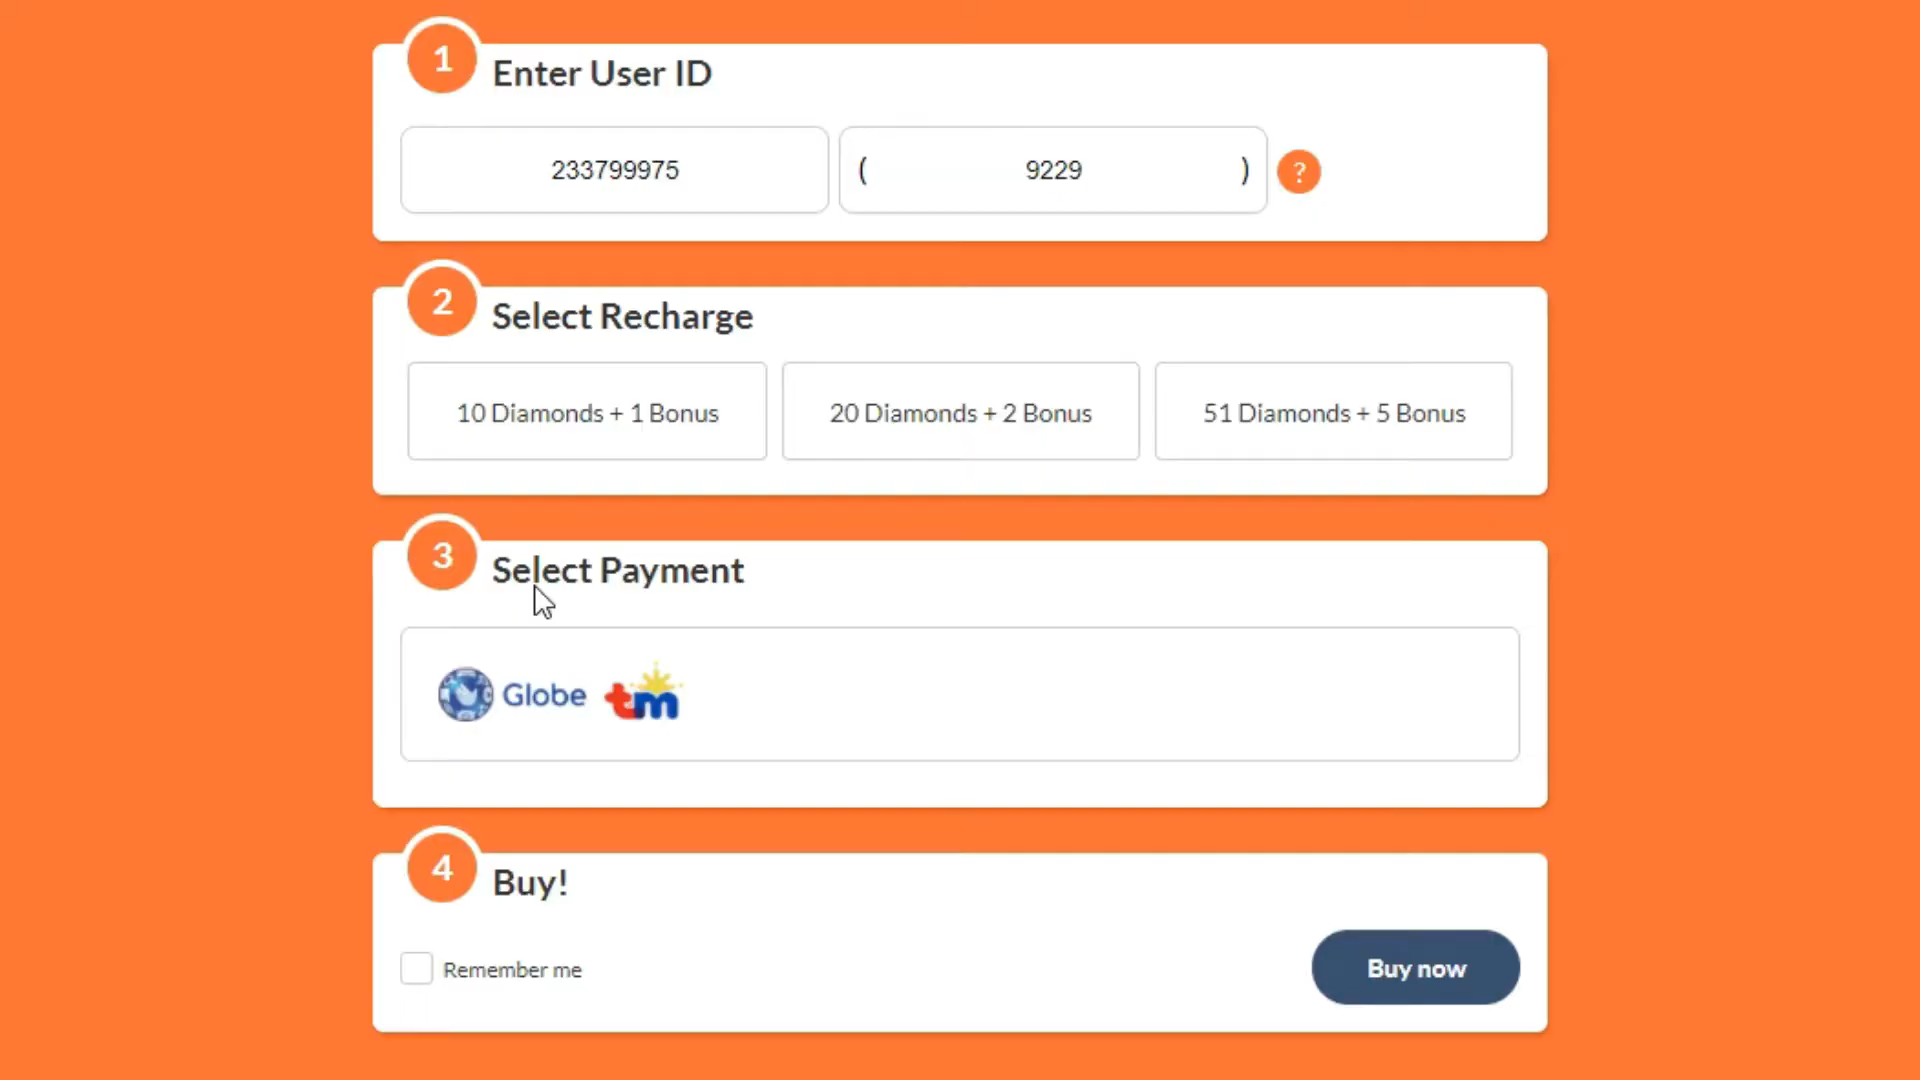 1
Enter User ID
233799975
( 9229 )
?
2
Select Recharge
10 Diamonds + 1 Bonus
20 Diamonds + 2 Bonus
51 Diamonds + 5 Bonus
3
Select Payment
Globe
tm
4
Buy!
Remember me
Buy now